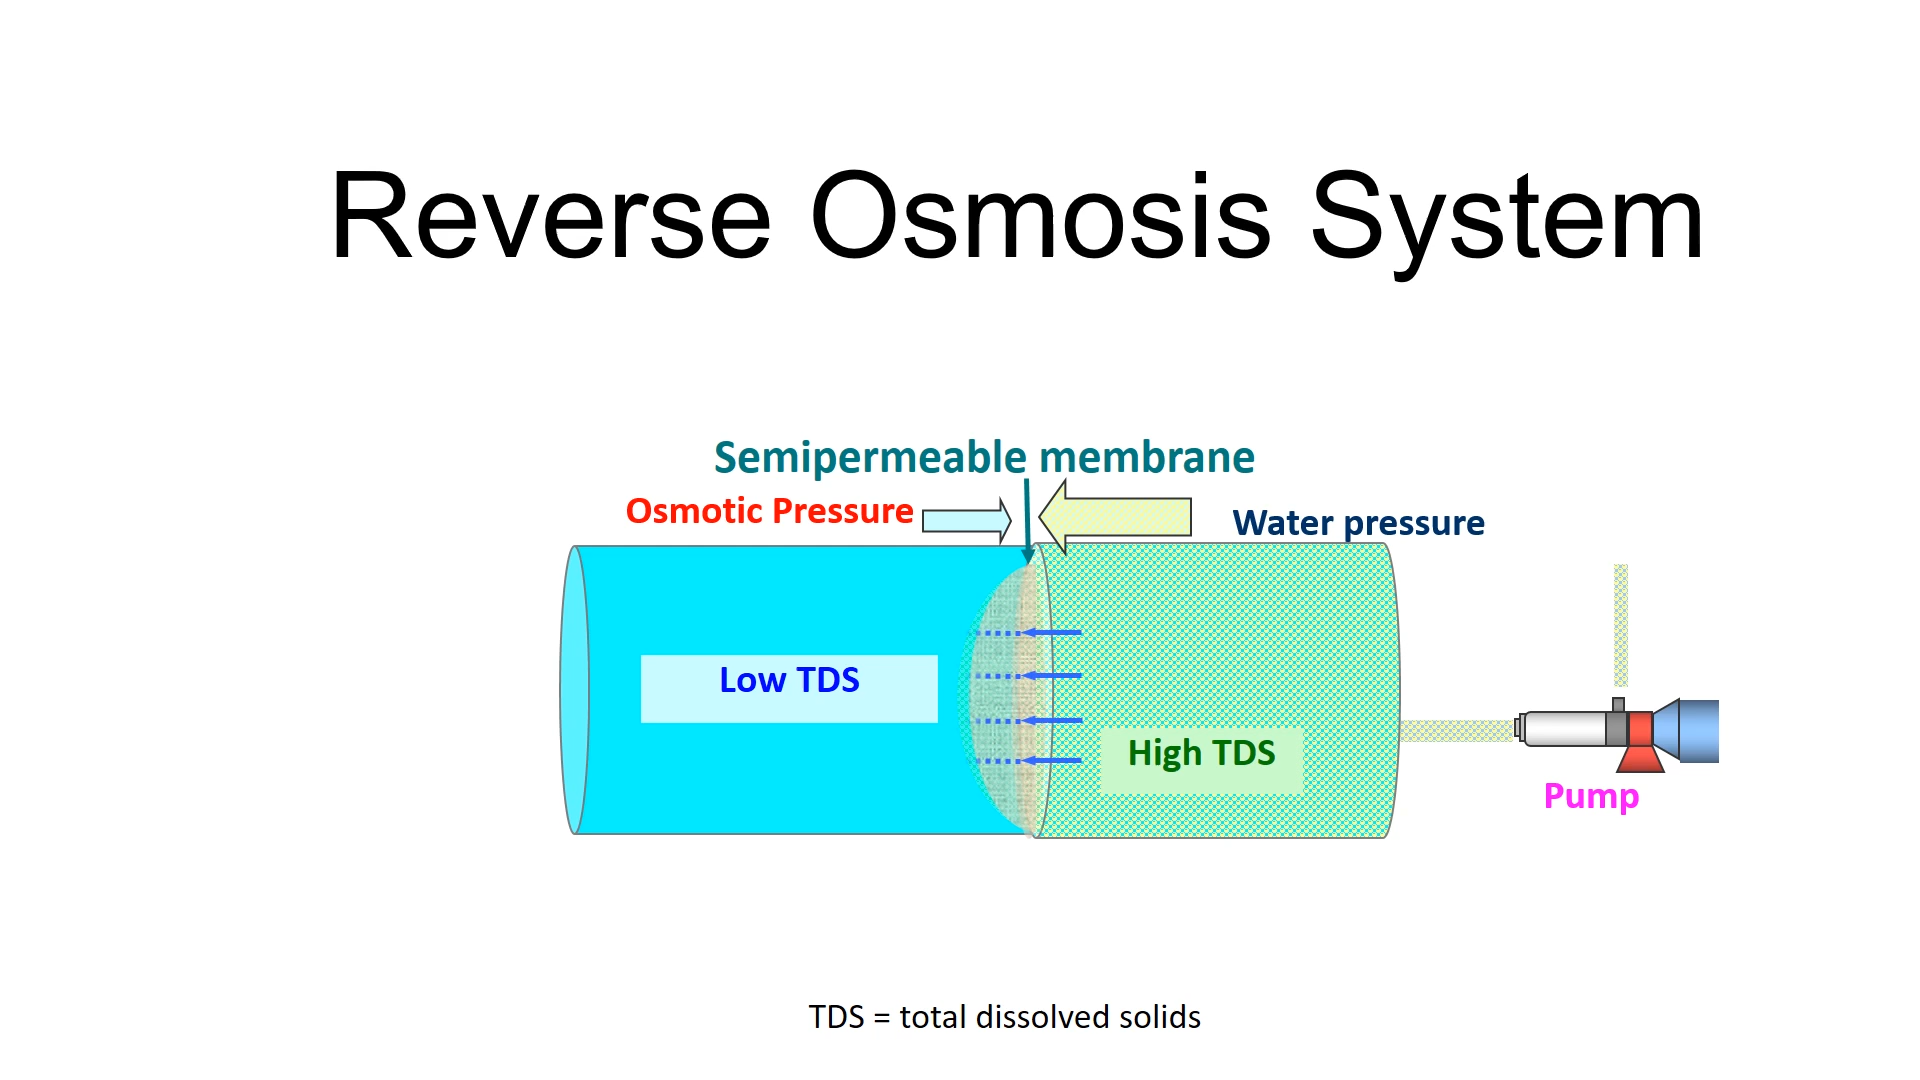 Reverse Osmosis System
Semipermeable membrane
Osmotic Pressure
Water pressure
Low TDS
High TDS
Pump
TDS = total dissolved solids